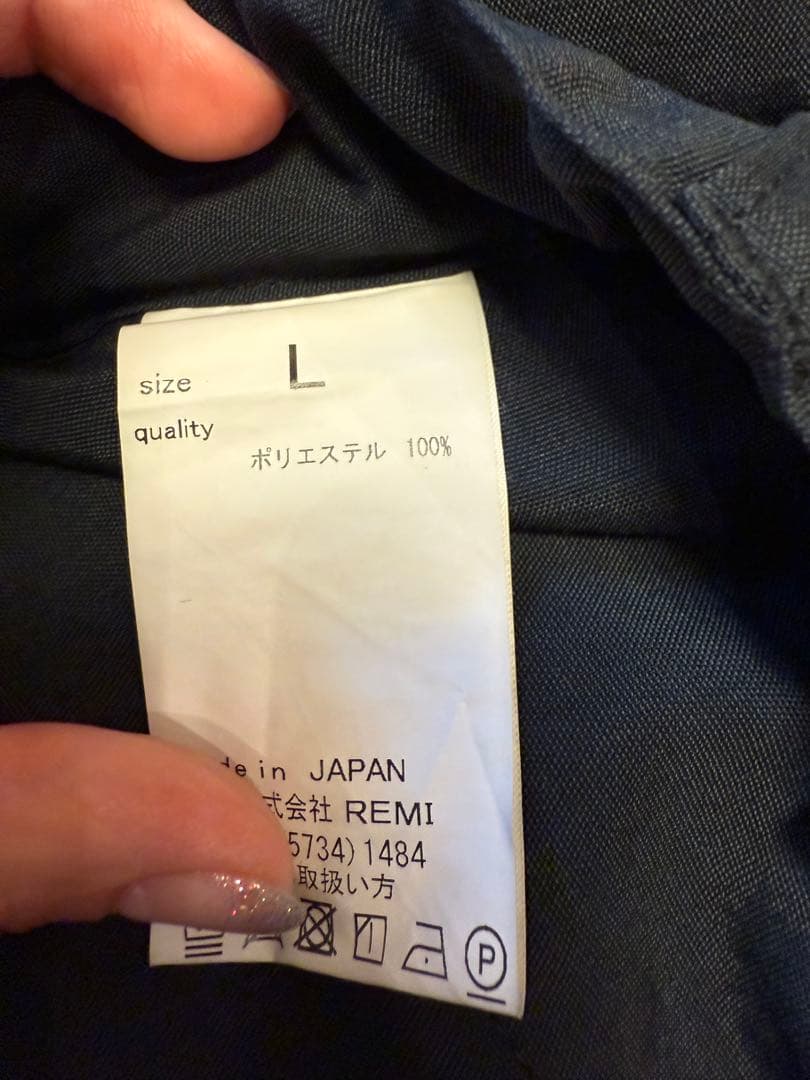 size L
quality
ポリエステル 100%
in JAPAN
式会社 REMI
5734) 1484
取扱い方
P